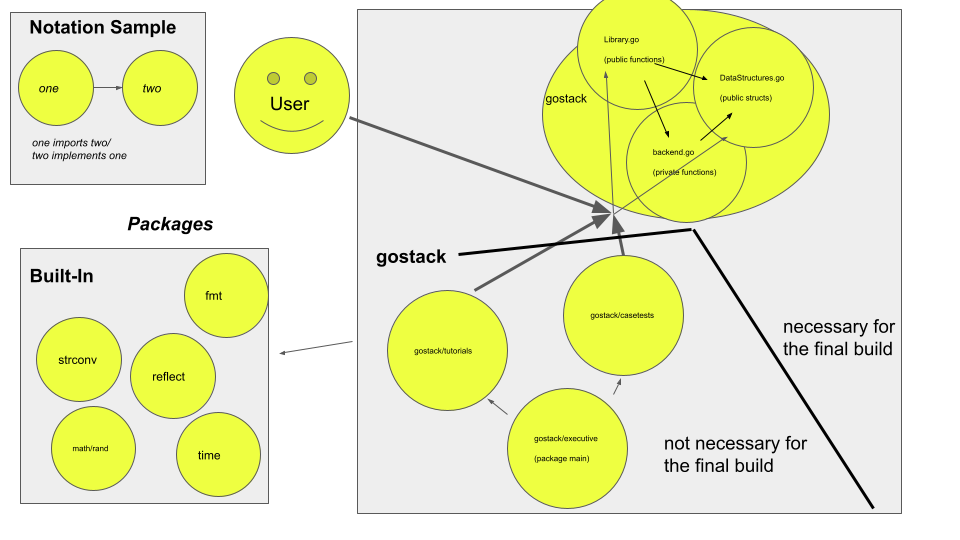 Notation Sample
one
two
one imports two/
two implements one
User
Library.go
(public functions)
DataStructures.go
(public structs)
gostack
backend.go
(private functions)
Packages
gostack
Built-In
fmt
strconv
reflect
math/rand
time
gostack/casetests
gostack/tutorials
gostack/executive
(package main)
necessary for
the final build
not necessary for
the final build